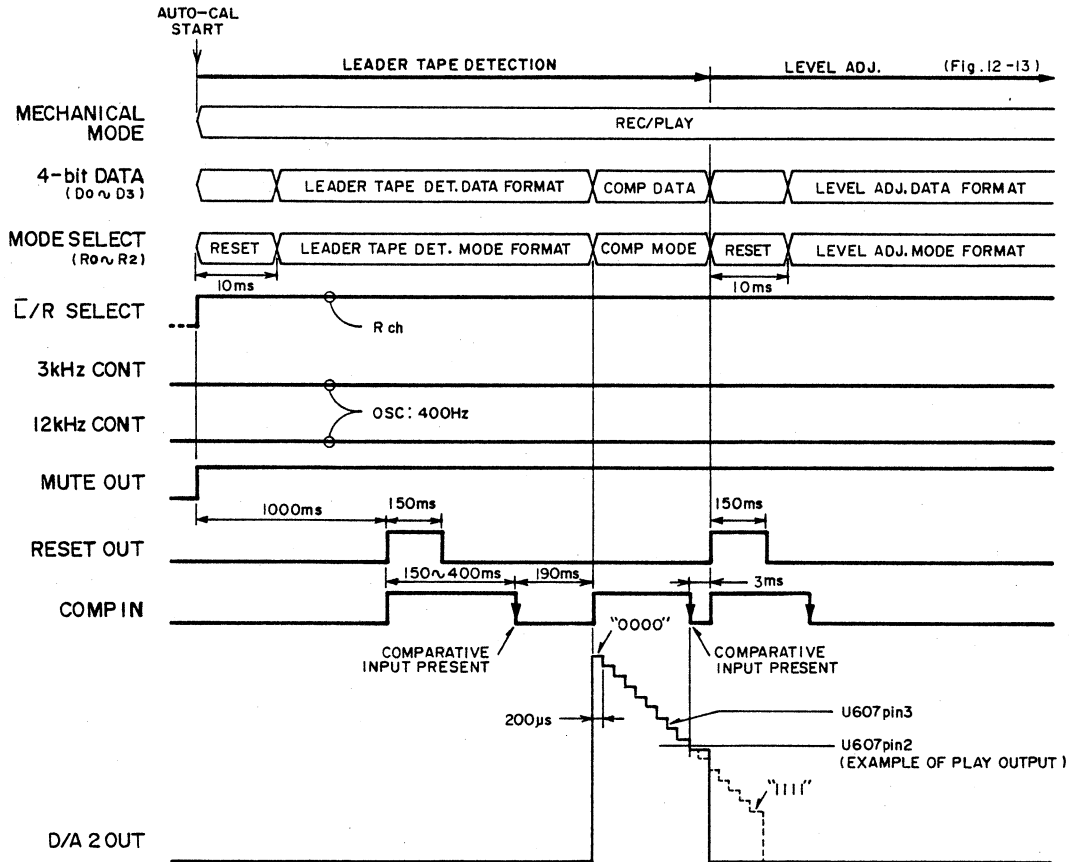 AUTO-CAL
START
LEADER TAPE DETECTION
LEVEL ADJ.
(Fig.12-13)
MECHANICAL
MODE
REC/PLAY
4-bit DATA
(D0~D3)
LEADER TAPE DET.DATA FORMAT
COMP DATA
LEVEL ADJ.DATA FORMAT
MODE SELECT
(R0~R2)
RESET
LEADER TAPE DET. MODE FORMAT
COMP MODE
RESET
LEVEL ADJ.MODE FORMAT
10ms
10ms
L̅/R SELECT
R ch
3kHz CONT
OSC: 400Hz
12kHz CONT
MUTE OUT
1000ms
150ms
150ms
RESET OUT
150~400ms
190ms
3ms
COMP IN
"0000"
COMPARATIVE
INPUT PRESENT
COMPARATIVE
INPUT PRESENT
200µs
U607pin3
U607pin2
(EXAMPLE OF PLAY OUTPUT)
"1111"
D/A 2 OUT